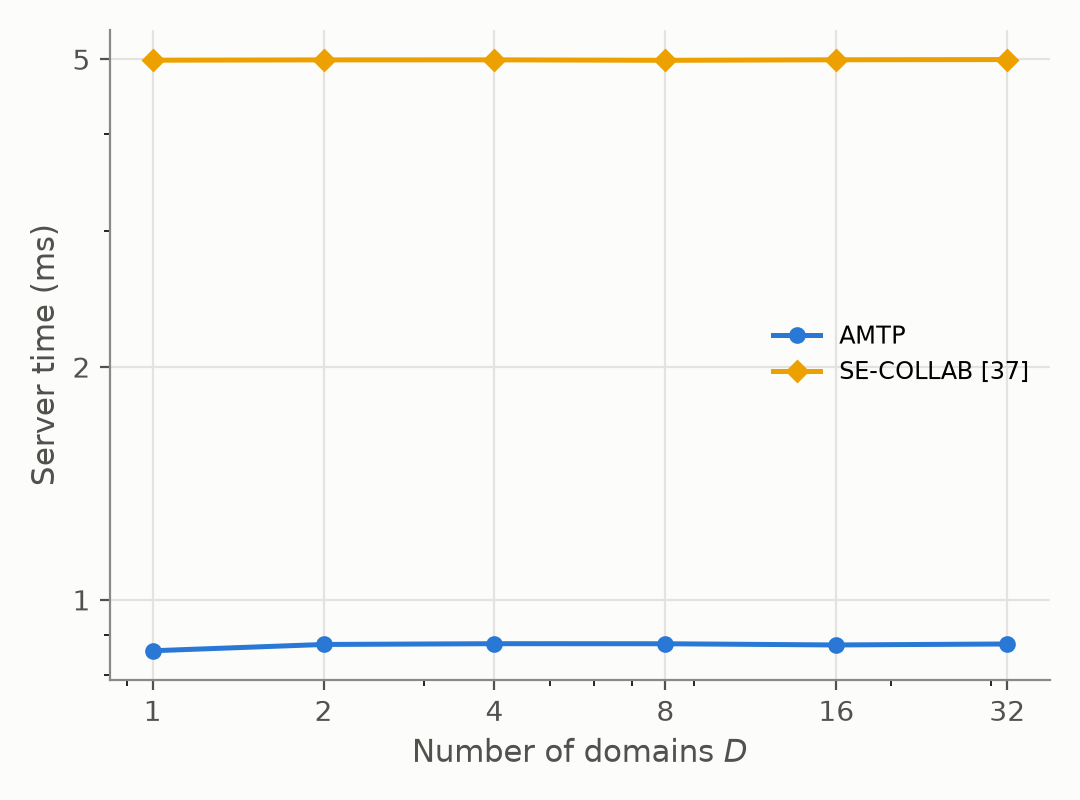 5
2
1
Server time (ms)
AMTP
SE-COLLAB [37]
1 2 4 8 16 32
Number of domains D